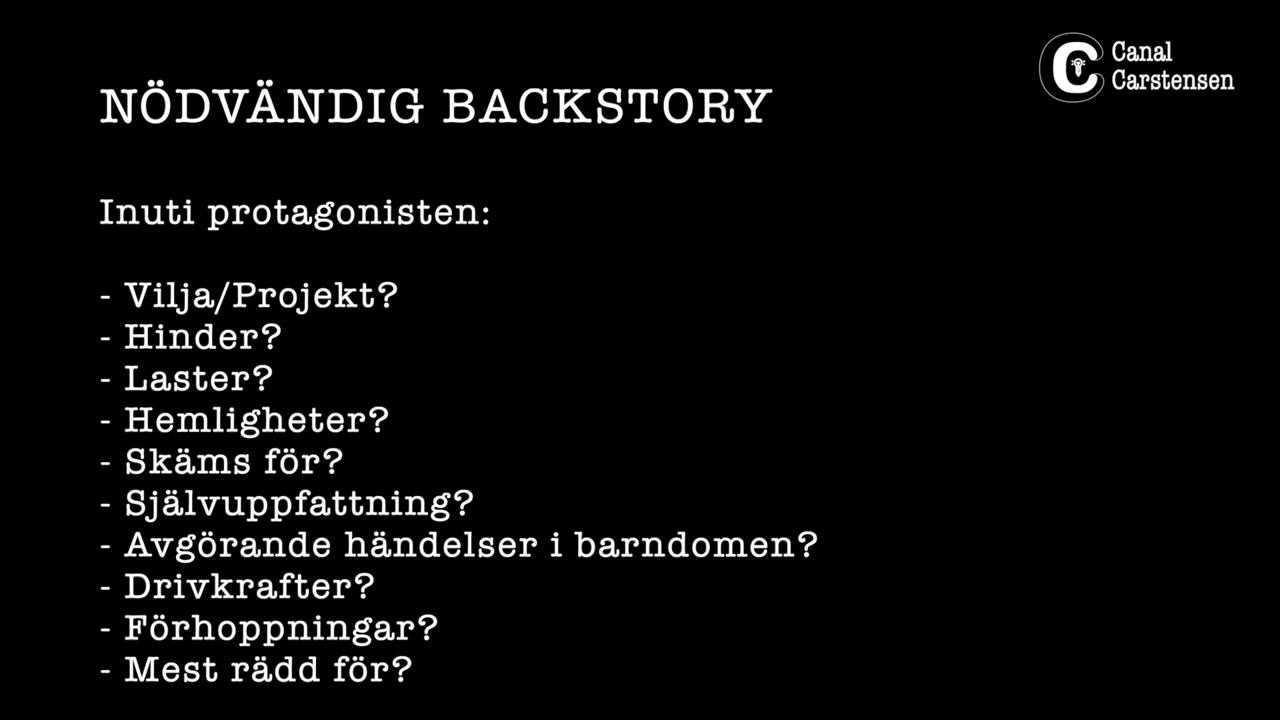 Canal
Carstensen
NÖDVÄNDIG BACKSTORY
Inuti protagonisten:
- Vilja/Projekt?
- Hinder?
- Laster?
- Hemligheter?
- Skäms för?
- Självuppfattning?
- Avgörande händelser i barndomen?
- Drivkrafter?
- Förhoppningar?
- Mest rädd för?